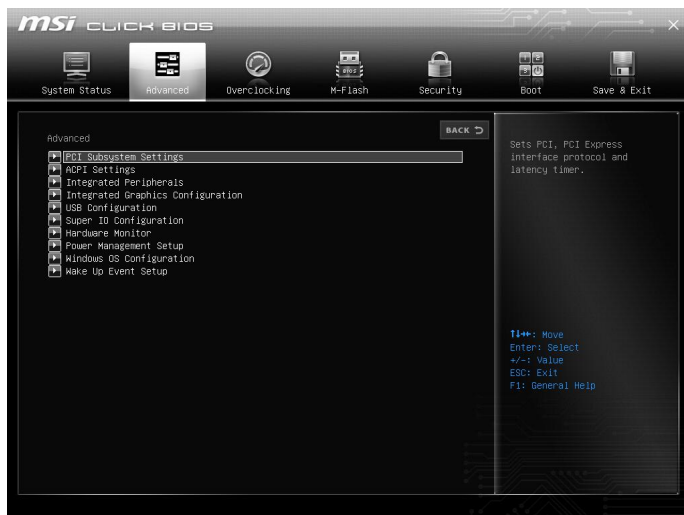 msi CLICK BIOS
×
System Status
Advanced
Overclocking
BIOS
M-Flash
Security
Boot
Save & Exit
Advanced
BACK
PCI Subsystem Settings
ACPI Settings
Integrated Peripherals
Integrated Graphics Configuration
USB Configuration
Super IO Configuration
Hardware Monitor
Power Management Setup
Windows OS Configuration
Wake Up Event Setup
Sets PCI, PCI Express
interface protocol and
latency timer.
↑↓←→: Move
Enter: Select
+/-: Value
ESC: Exit
F1: General Help